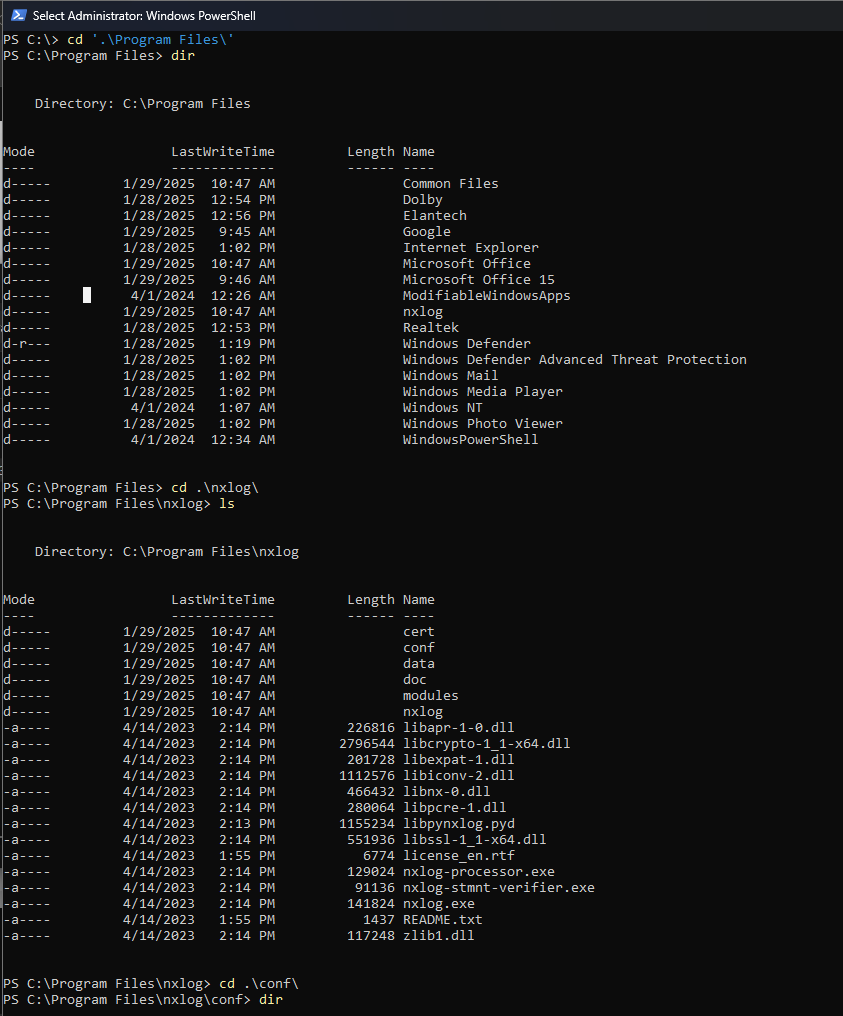 Select Administrator: Windows PowerShell
PS C:\> cd '.\Program Files\'
PS C:\Program Files> dir
Directory: C:\Program Files
Mode LastWriteTime Length Name
---- ------------- ------ ----
d----- 1/29/2025 10:47 AM Common Files
d----- 1/28/2025 12:54 PM Dolby
d----- 1/28/2025 12:56 PM Elantech
d----- 1/29/2025 9:45 AM Google
d----- 1/28/2025 1:02 PM Internet Explorer
d----- 1/29/2025 10:47 AM Microsoft Office
d----- 1/29/2025 9:46 AM Microsoft Office 15
d----- 4/1/2024 12:26 AM ModifiableWindowsApps
d----- 1/29/2025 10:47 AM nxlog
d----- 1/28/2025 12:53 PM Realtek
d-r--- 1/28/2025 1:19 PM Windows Defender
d----- 1/28/2025 1:02 PM Windows Defender Advanced Threat Protection
d----- 1/28/2025 1:02 PM Windows Mail
d----- 1/28/2025 1:02 PM Windows Media Player
d----- 4/1/2024 1:07 AM Windows NT
d----- 1/28/2025 1:02 PM Windows Photo Viewer
d----- 4/1/2024 12:34 AM WindowsPowerShell
PS C:\Program Files> cd .\nxlog\
PS C:\Program Files\nxlog> ls
Directory: C:\Program Files\nxlog
Mode LastWriteTime Length Name
---- ------------- ------ ----
d----- 1/29/2025 10:47 AM cert
d----- 1/29/2025 10:47 AM conf
d----- 1/29/2025 10:47 AM data
d----- 1/29/2025 10:47 AM doc
d----- 1/29/2025 10:47 AM modules
d----- 1/29/2025 10:47 AM nxlog
-a---- 4/14/2023 2:14 PM 226816 libapr-1-0.dll
-a---- 4/14/2023 2:14 PM 2796544 libcrypto-1_1-x64.dll
-a---- 4/14/2023 2:14 PM 201728 libexpat-1.dll
-a---- 4/14/2023 2:14 PM 1112576 libiconv-2.dll
-a---- 4/14/2023 2:14 PM 466432 libnx-0.dll
-a---- 4/14/2023 2:14 PM 280064 libpcre-1.dll
-a---- 4/14/2023 2:13 PM 1155234 libpynxlog.pyd
-a---- 4/14/2023 2:14 PM 551936 libssl-1_1-x64.dll
-a---- 4/14/2023 1:55 PM 6774 license_en.rtf
-a---- 4/14/2023 2:14 PM 129024 nxlog-processor.exe
-a---- 4/14/2023 2:14 PM 91136 nxlog-stmnt-verifier.exe
-a---- 4/14/2023 2:14 PM 141824 nxlog.exe
-a---- 4/14/2023 1:55 PM 1437 README.txt
-a---- 4/14/2023 2:14 PM 117248 zlib1.dll
PS C:\Program Files\nxlog> cd .\conf\
PS C:\Program Files\nxlog\conf> dir